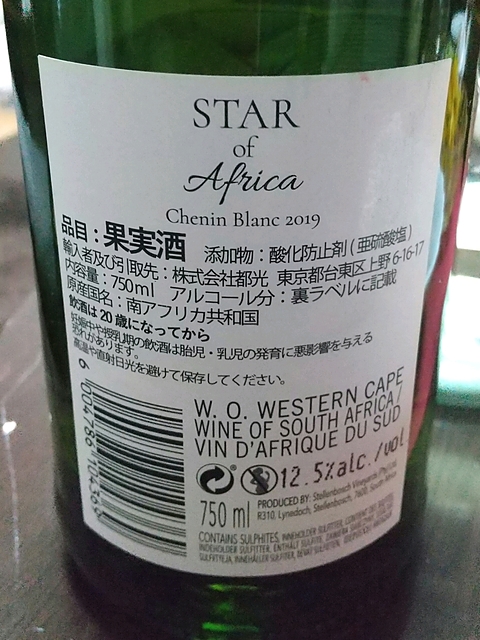 STAR
of
Africa
Chenin Blanc 2019
品目：果実酒 添加物：酸化防止剤(亜硫酸塩)
輸入者及び引取先：株式会社都光 東京都台東区上野6-16-17
内容量：750ml アルコール分：裏ラベルに記載
原産国名：南アフリカ共和国
飲酒は20歳になってから
妊娠中や授乳期の飲酒は胎児・乳児の発育に悪影響を与える
恐れがあります。
高温や直射日光を避けて保存してください。
W. O. WESTERN CAPE
WINE OF SOUTH AFRICA/
VIN D'AFRIQUE DU SUD
12.5%alc./vol
750 ml
PRODUCED BY: Stellenbosch Vineyards
R310, Lynedoch, Stellenbosch, 7600, South Africa
CONTAINS SULPHITES,